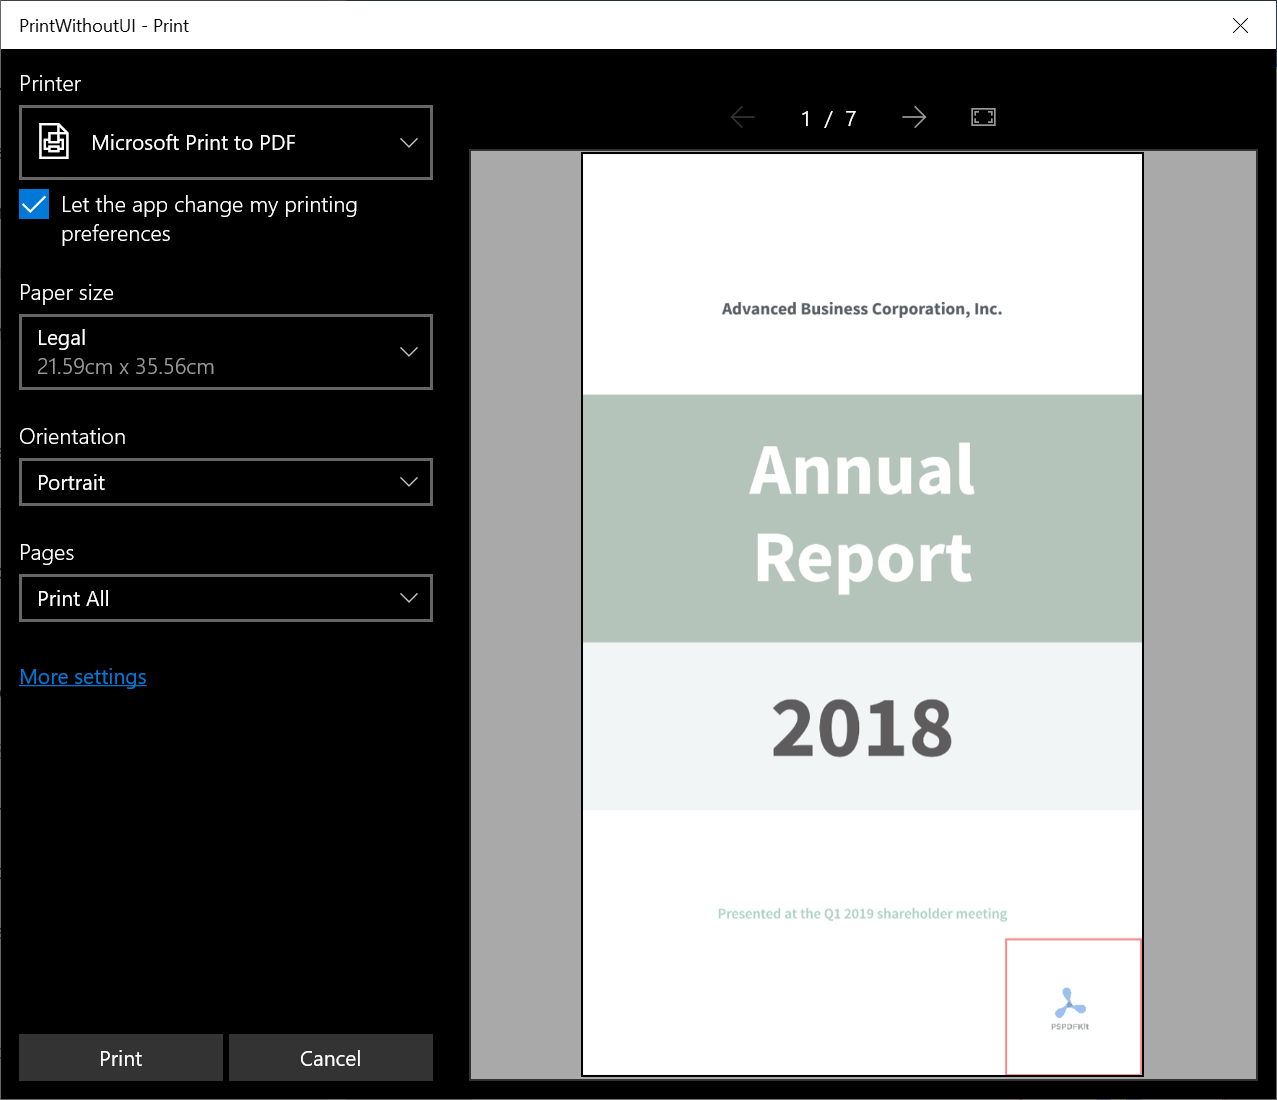 PrintWithoutUI - Print
Printer
Microsoft Print to PDF
Let the app change my printing
preferences
Paper size
Legal
21.59cm x 35.56cm
Orientation
Portrait
Pages
Print All
More settings
Print
Cancel
1 / 7
Advanced Business Corporation, Inc.
Annual
Report
2018
Presented at the Q1 2019 shareholder meeting
PSPDFKit